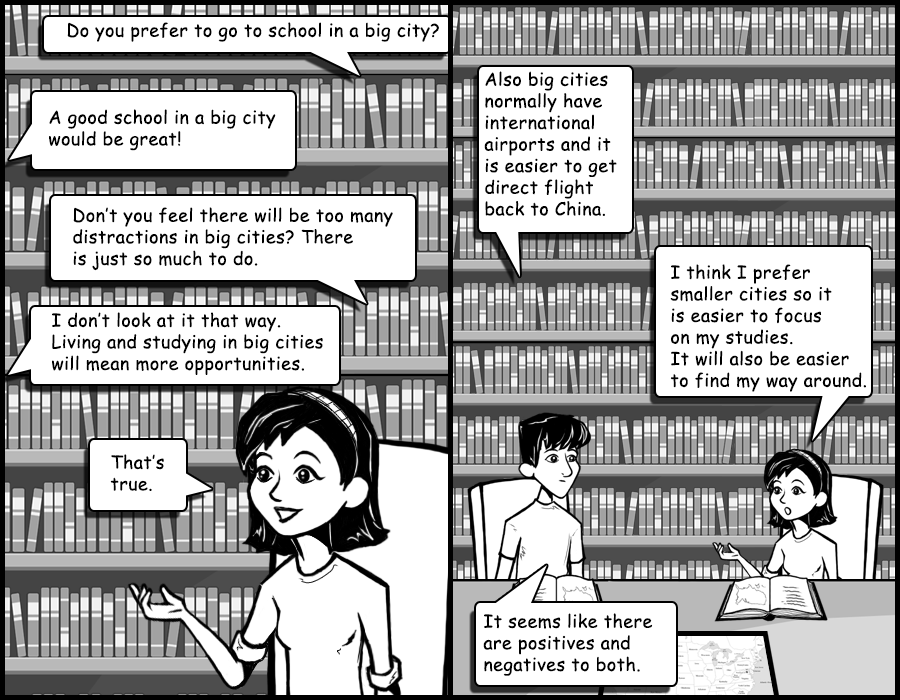 Do you prefer to go to school in a big city?
A good school in a big city
would be great!
Don't you feel there will be too many
distractions in big cities? There
is just so much to do.
I don't look at it that way.
Living and studying in big cities
will mean more opportunities.
That's
true.
Also big cities
normally have
international
airports and it
is easier to get
direct flight
back to China.
I think I prefer
smaller cities so it
is easier to focus
on my studies.
It will also be easier
to find my way around.
It seems like there
are positives and
negatives to both.